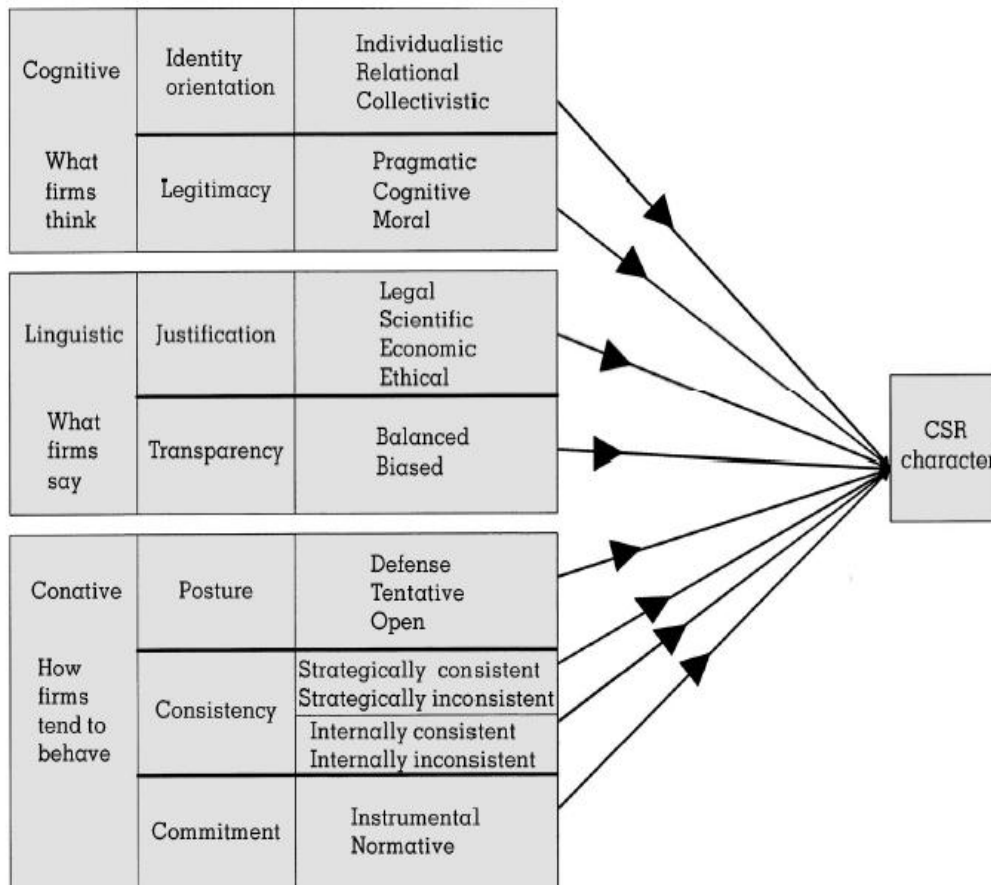 Cognitive
What
firms
think
Identity
orientation
Individualistic
Relational
Collectivistic
Legitimacy
Pragmatic
Cognitive
Moral
Linguistic
What
firms
say
Justification
Legal
Scientific
Economic
Ethical
Transparency
Balanced
Biased
Conative
How
firms
tend to
behave
Posture
Defense
Tentative
Open
Consistency
Strategically consistent
Strategically inconsistent
Internally consistent
Internally inconsistent
Commitment
Instrumental
Normative
CSR
character